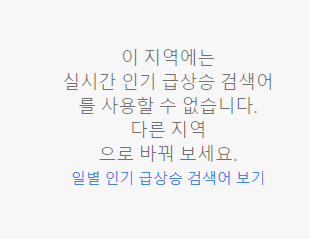 이 지역에는
실시간 인기 급상승 검색어
를 사용할 수 없습니다.
다른 지역
으로 바꿔 보세요.
일별 인기 급상승 검색어 보기